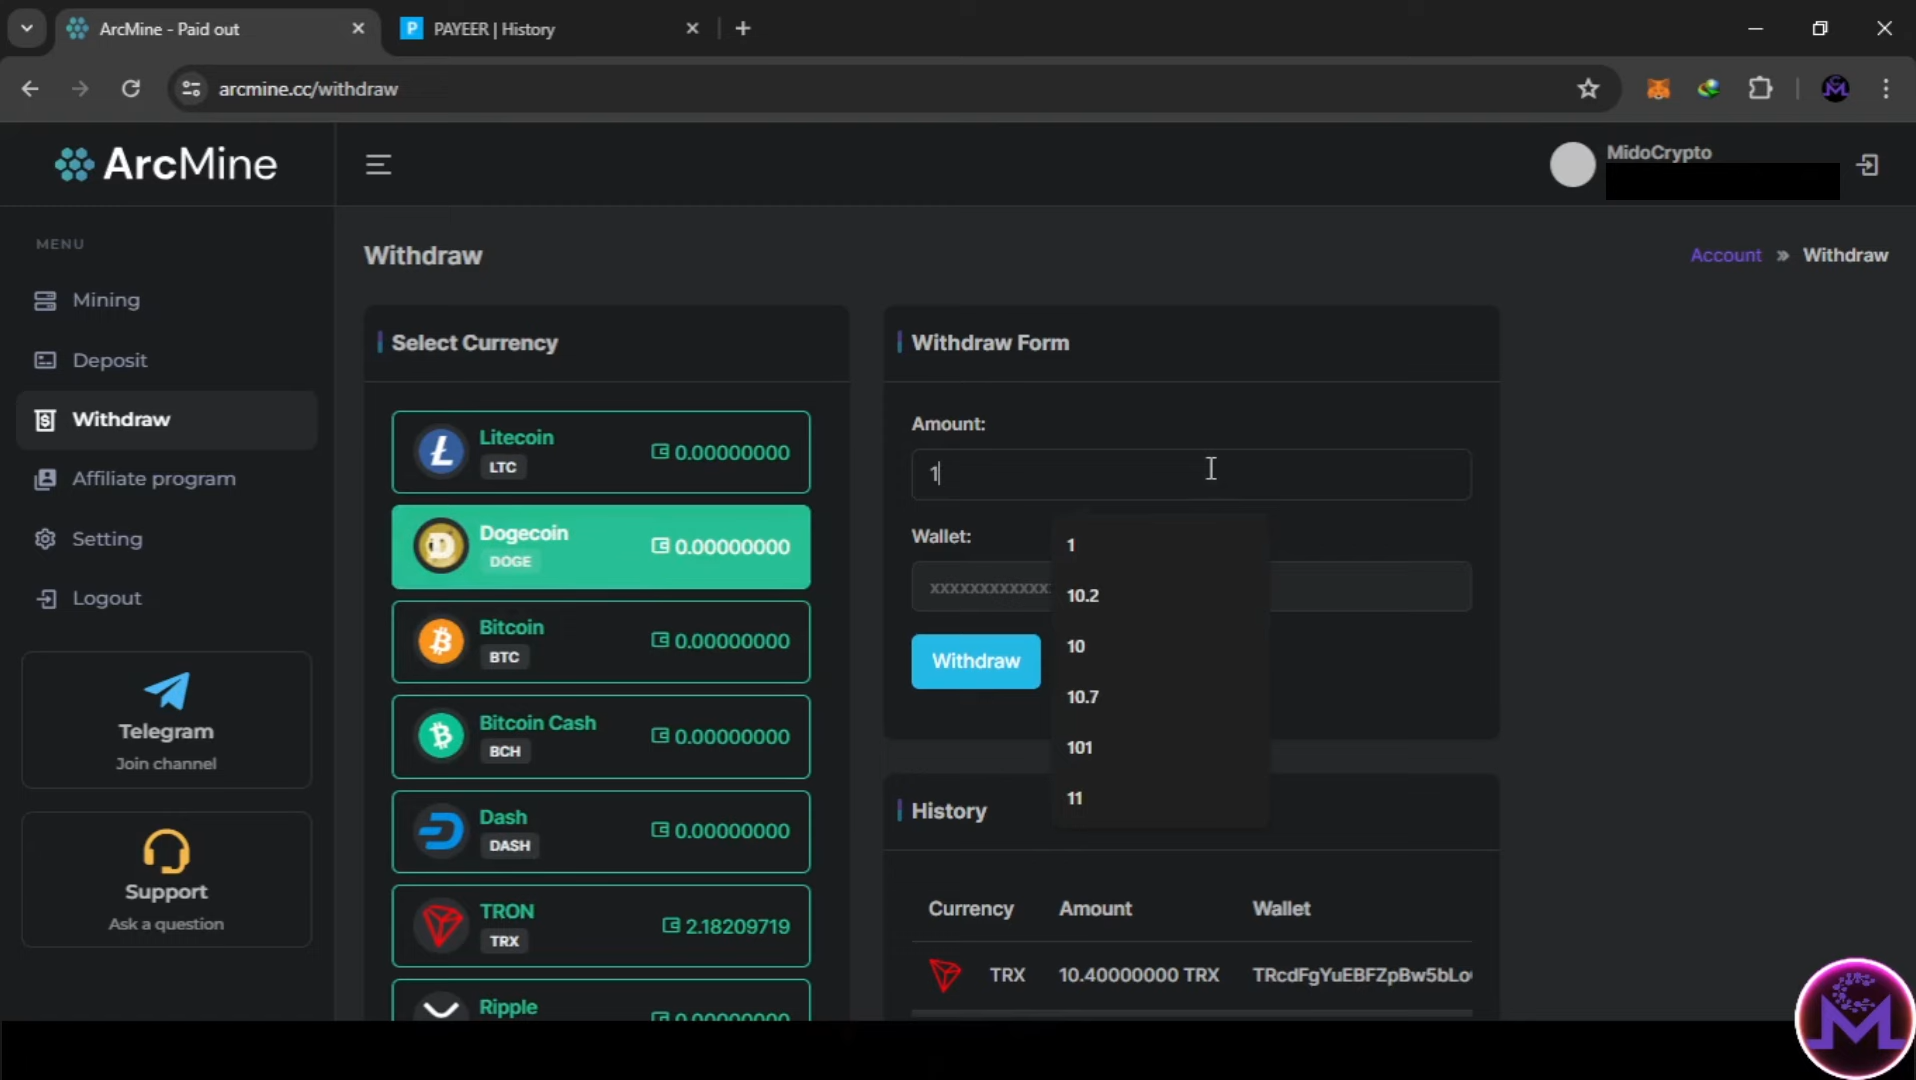 ArcMine - Paid out
P PAYEER | History
arcmine.cc/withdraw
ArcMine
MidoCrypto
MENU
Mining
Deposit
Withdraw
Affiliate program
Setting
Logout
Telegram
Join channel
Support
Ask a question
Withdraw
Account » Withdraw
Select Currency
Litecoin
LTC
0.00000000
Dogecoin
DOGE
0.00000000
Bitcoin
BTC
0.00000000
Bitcoin Cash
BCH
0.00000000
Dash
DASH
0.00000000
TRON
TRX
2.18209719
Ripple
0.00000000
Withdraw Form
Amount:
1
Wallet:
xxxxxxxxxxxxx
Withdraw
1
10.2
10
10.7
101
11
History
Currency Amount Wallet
TRX 10.40000000 TRX TRcdFgYuEBFZpBw5bLo